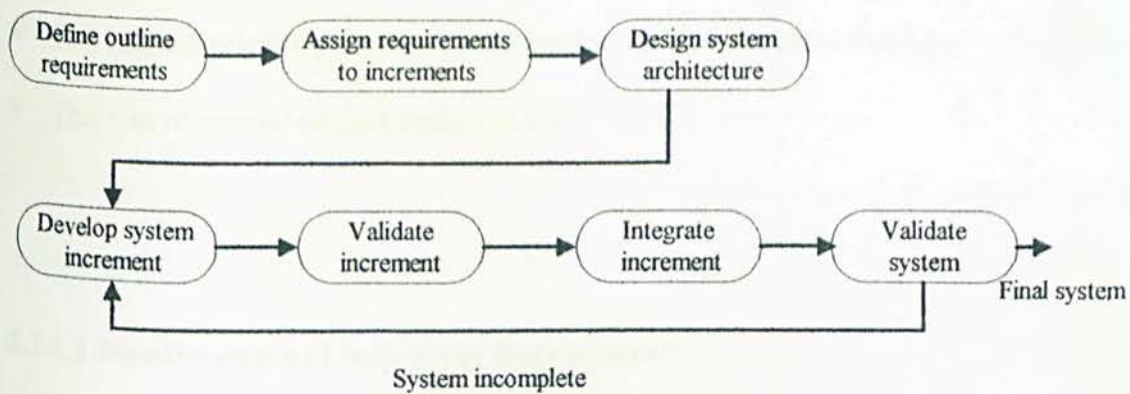 Define outline
requirements
Assign requirements
to increments
Design system
architecture
Develop system
increment
Validate
increment
Integrate
increment
Validate
system
Final system
System incomplete